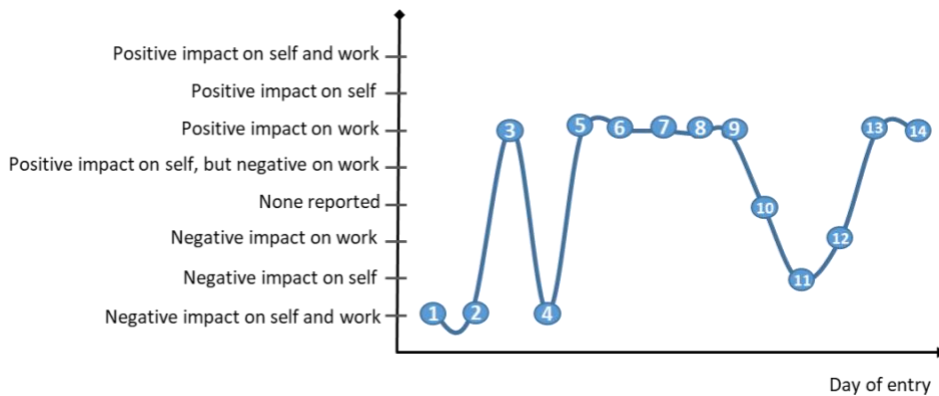 Positive impact on self and work
Positive impact on self
Positive impact on work
Positive impact on self, but negative on work
None reported
Negative impact on work
Negative impact on self
Negative impact on self and work
1 2 3 4 5 6 7 8 9 10 11 12 13 14
Day of entry